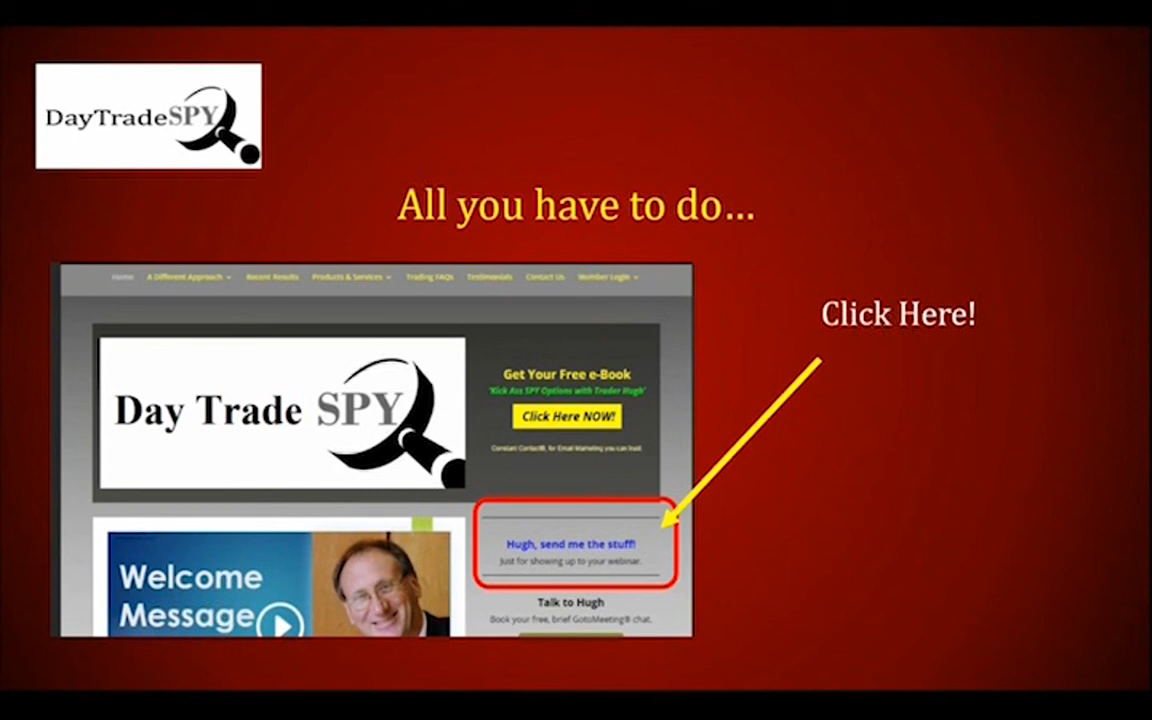 DayTradeSPY
All you have to do...
Home A Different Approach Recent Results Products & Services Trading FAQs Testimonials Contact Us Member Login
Click Here!
Day Trade SPY
Get Your Free e-Book
'Kick Ass SPY Options with Trader Hugh'
Click Here NOW!
Constant Contact®, for Email Marketing you can trust.
Hugh, send me the stuff!
Just for showing up to your webinar.
Welcome
Message
Talk to Hugh
Book your free, brief GotoMeeting® chat.